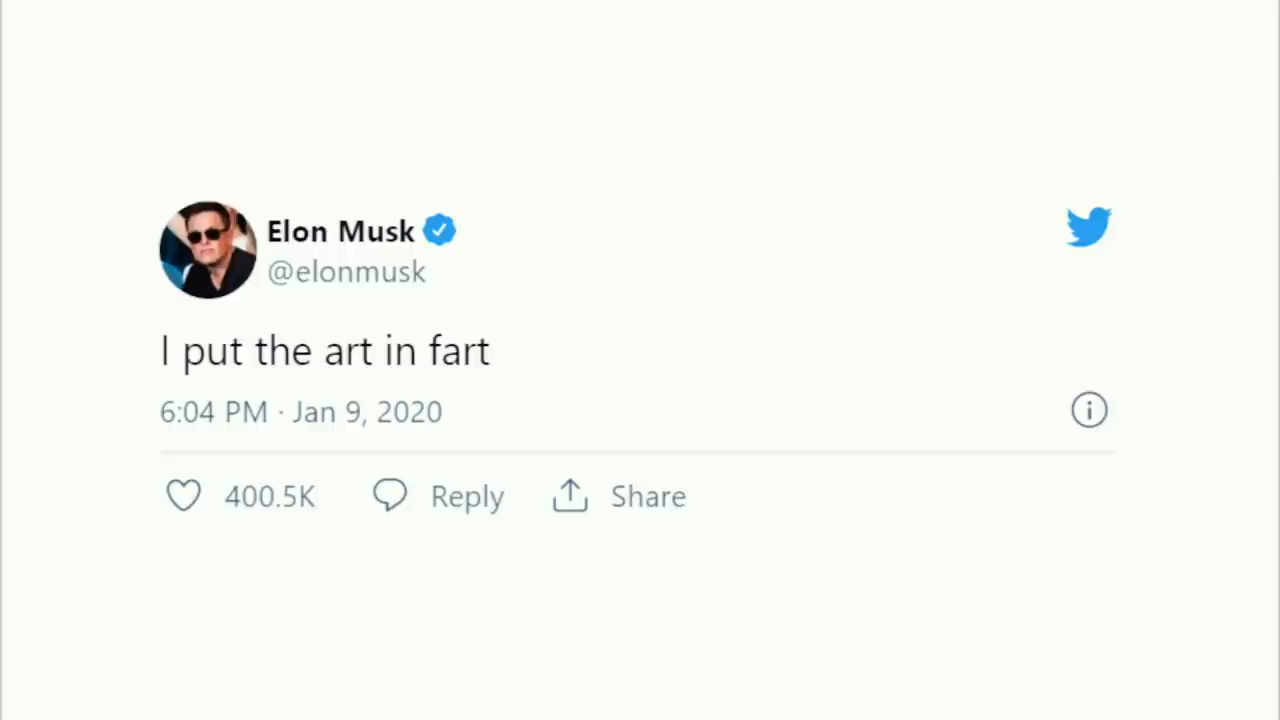 Elon Musk
@elonmusk
I put the art in fart
6:04 PM · Jan 9, 2020
400.5K Reply Share